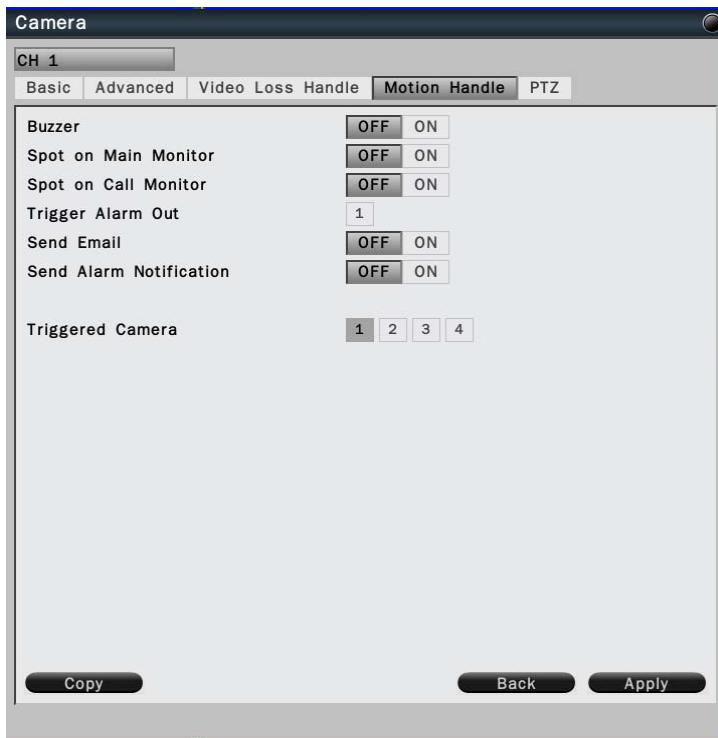 Camera
CH 1
Basic Advanced Video Loss Handle Motion Handle PTZ
Buzzer OFF ON
Spot on Main Monitor OFF ON
Spot on Call Monitor OFF ON
Trigger Alarm Out 1
Send Email OFF ON
Send Alarm Notification OFF ON
Triggered Camera 1 2 3 4
Copy Back Apply